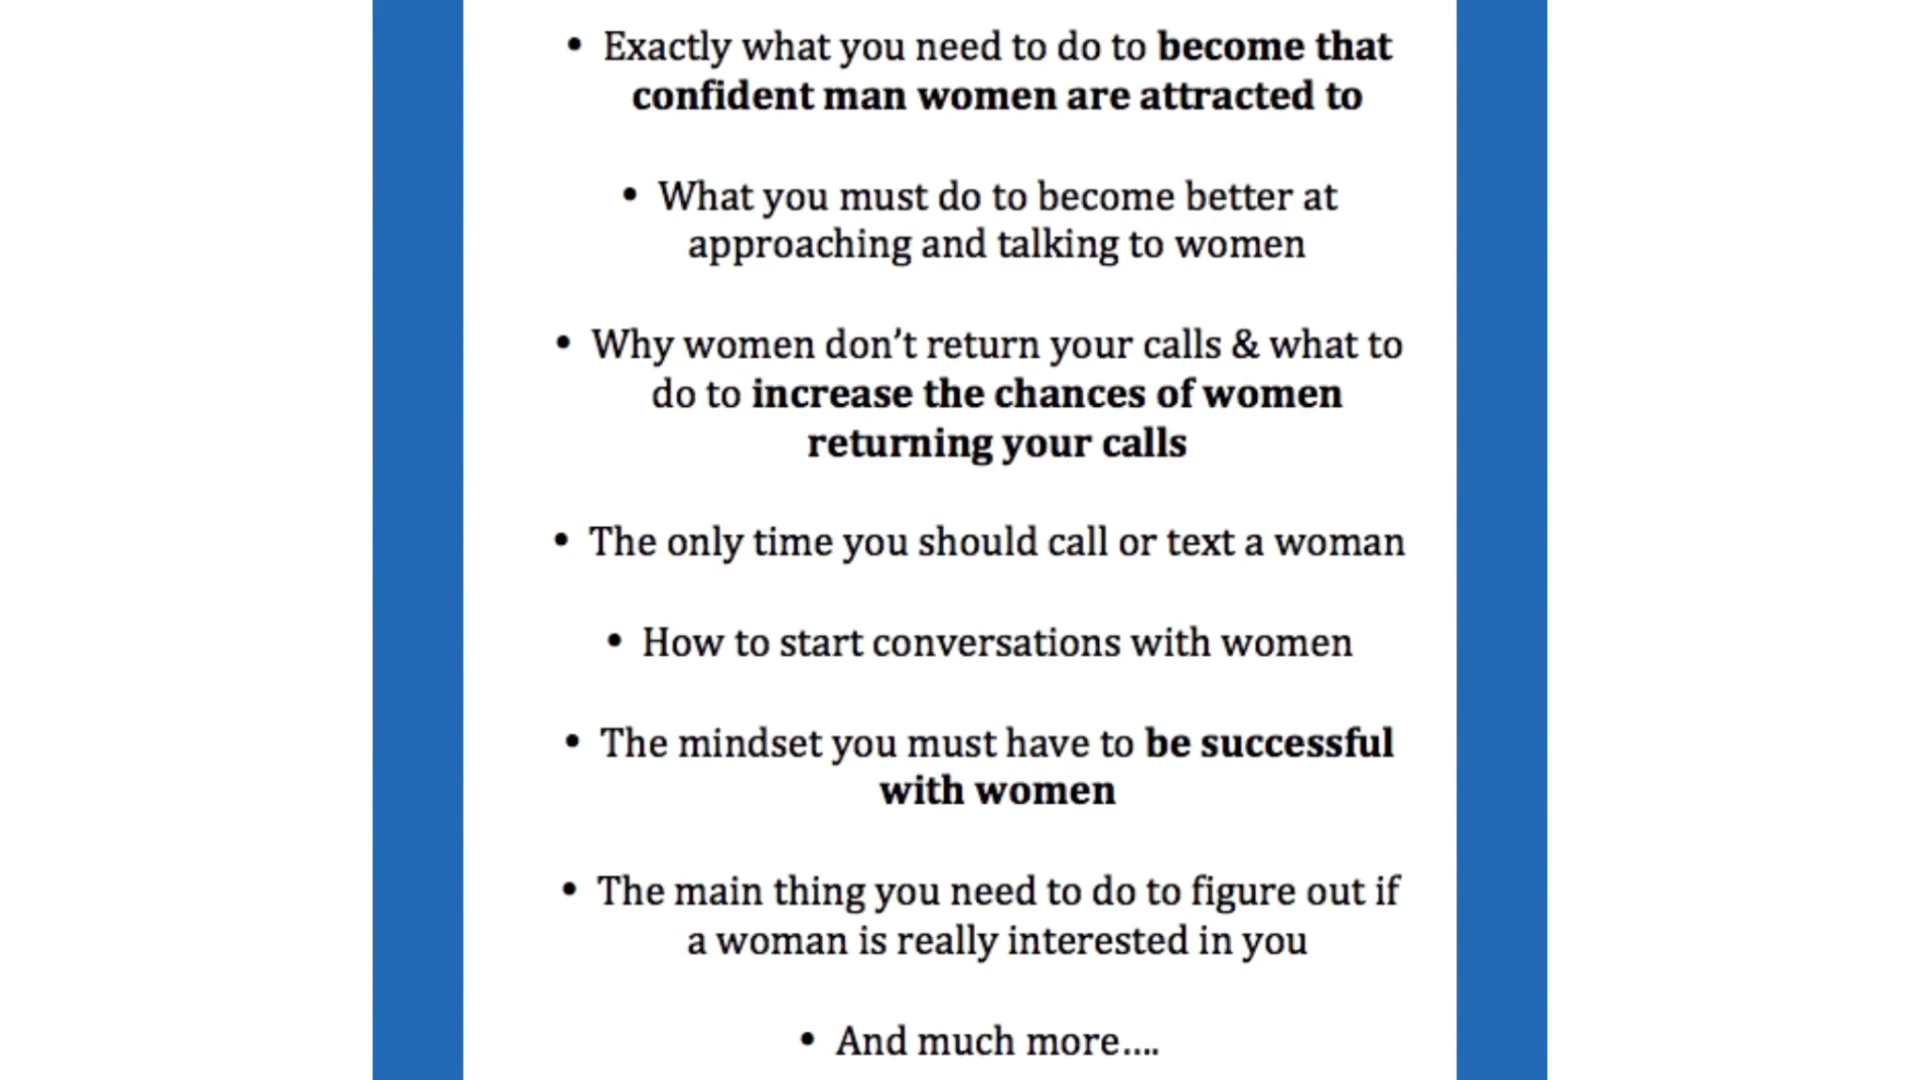 • Exactly what you need to do to become that
confident man women are attracted to
• What you must do to become better at
approaching and talking to women
• Why women don’t return your calls & what to
do to increase the chances of women
returning your calls
• The only time you should call or text a woman
• How to start conversations with women
• The mindset you must have to be successful
with women
• The main thing you need to do to figure out if
a woman is really interested in you
• And much more....